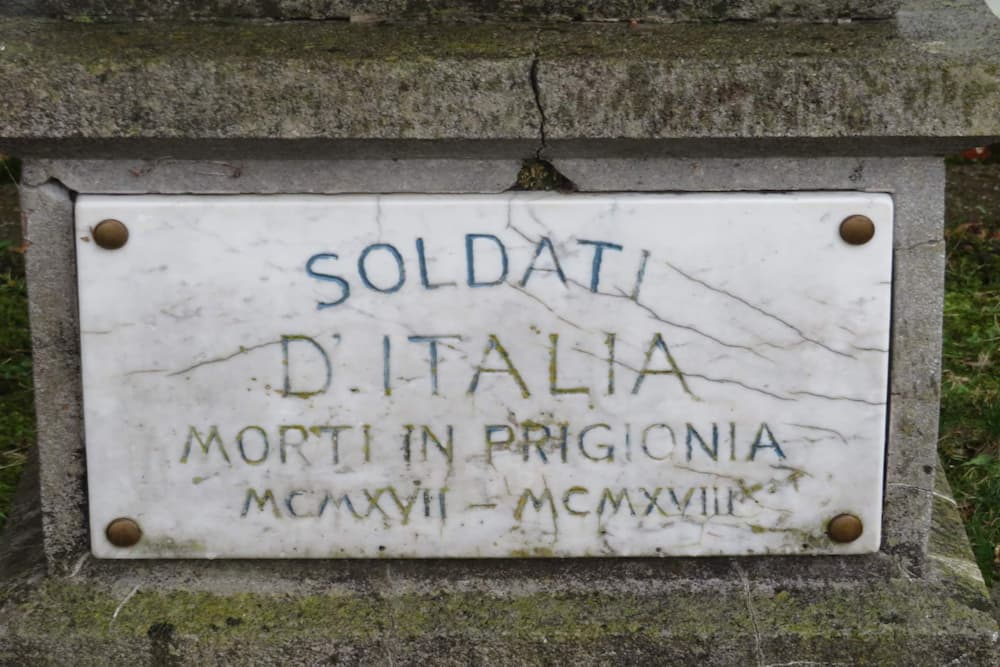 SOLDATI
D'ITALIA
MORTI IN PRIGIONIA
MCMXVII - MCMXVIII